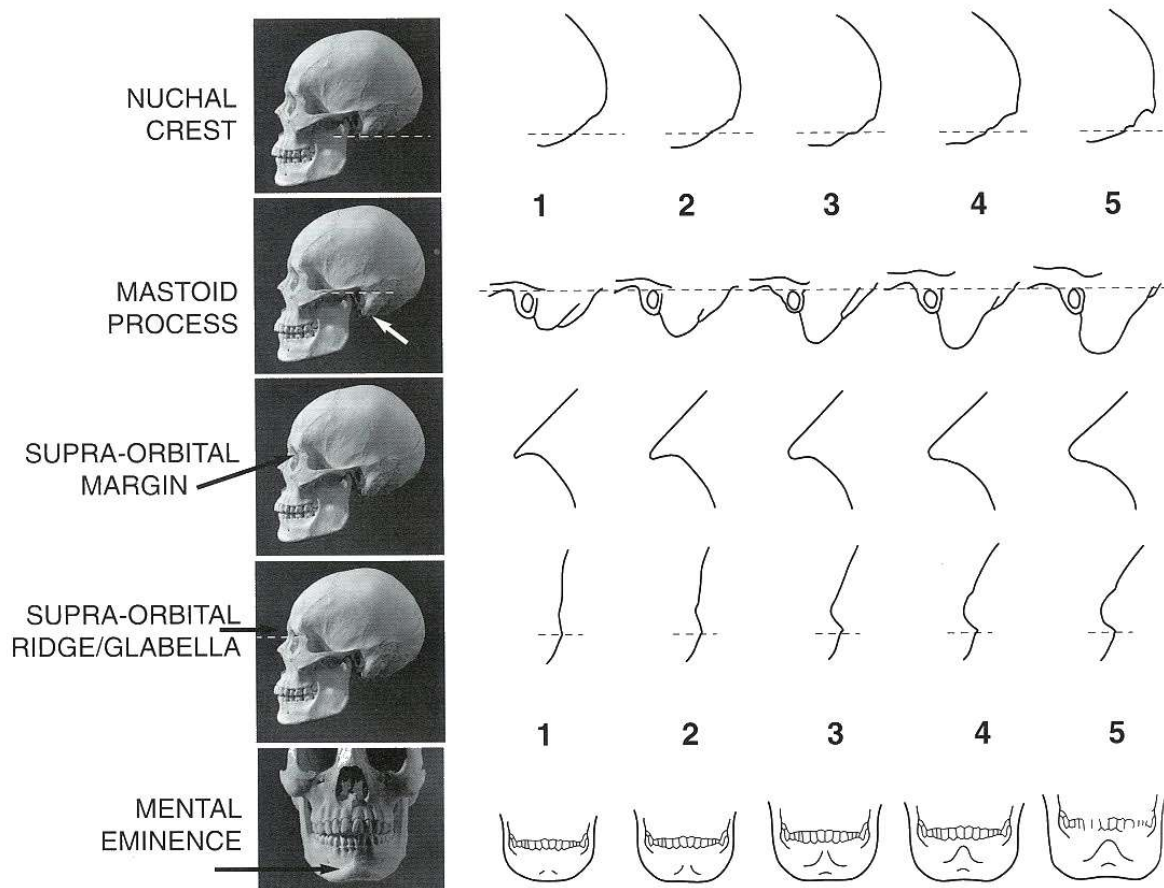 NUCHAL
CREST
1 2 3 4 5
MASTOID
PROCESS
SUPRA-ORBITAL
MARGIN
SUPRA-ORBITAL
RIDGE/GLABELLA
1 2 3 4 5
MENTAL
EMINENCE